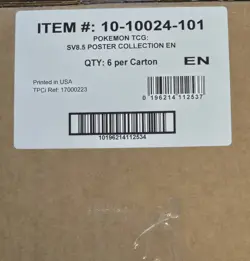 ITEM #: 10-10024-101
POKEMON TCG:
SV8.5 POSTER COLLECTION EN
QTY: 6 per Carton
EN
Printed in USA
TPCi Ref: 17000223
0 196214 112537
10196214112534